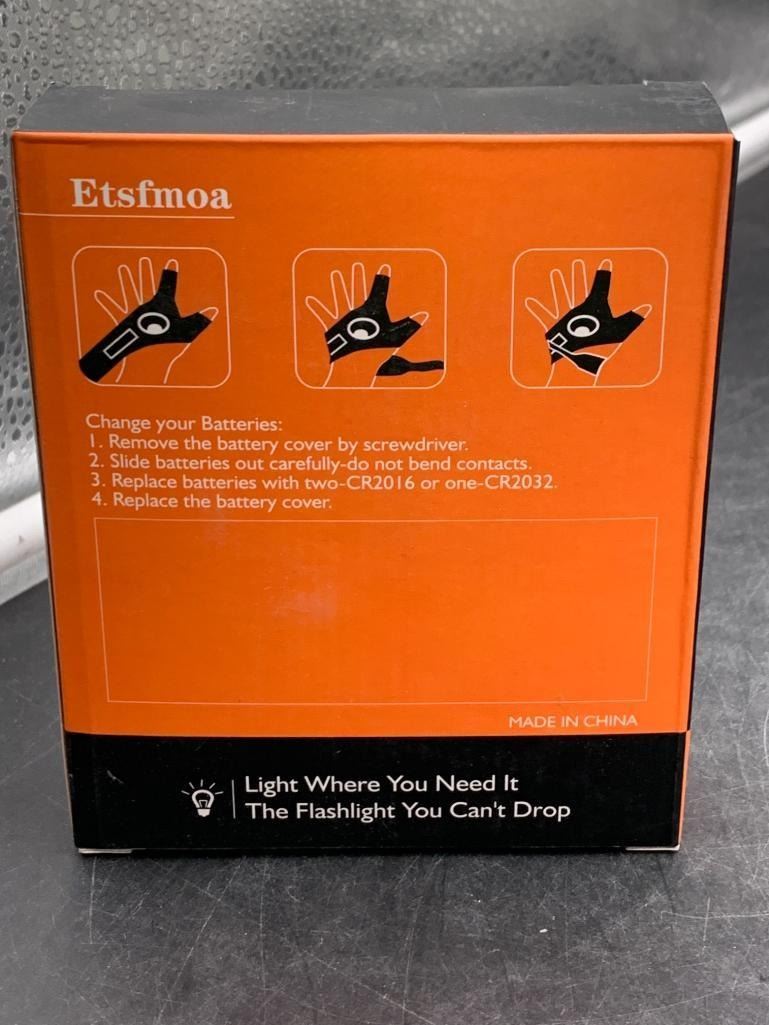 Etsfmoa
Change your Batteries:
1. Remove the battery cover by screwdriver.
2. Slide batteries out carefully-do not bend contacts.
3. Replace batteries with two-CR2016 or one-CR2032.
4. Replace the battery cover.
MADE IN CHINA
Light Where You Need It
The Flashlight You Can't Drop